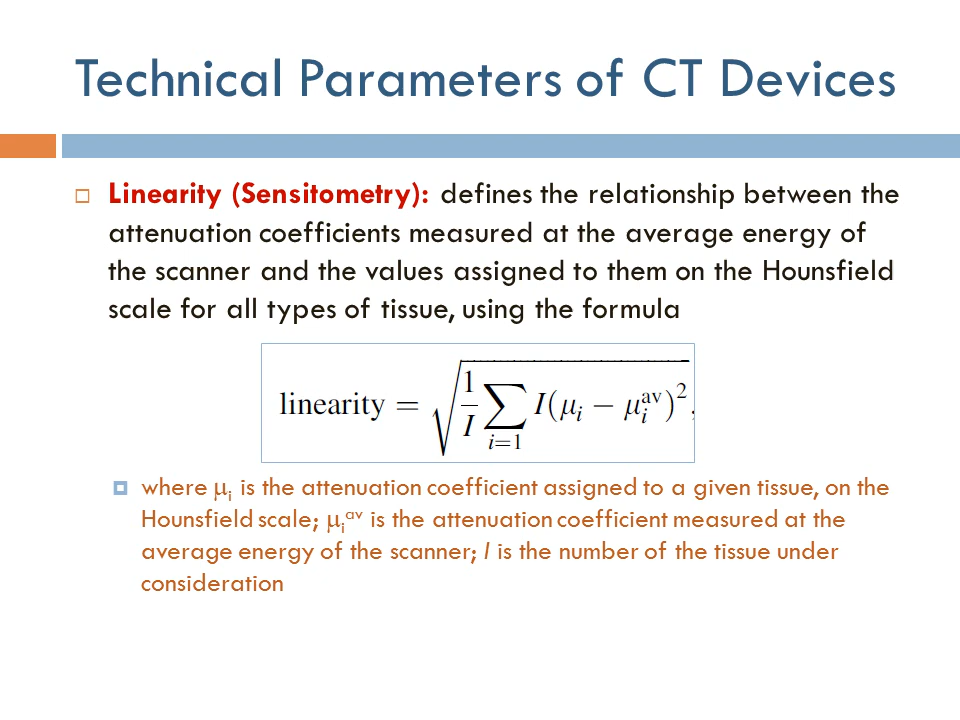 Technical Parameters of CT Devices
Linearity (Sensitometry): defines the relationship between the
attenuation coefficients measured at the average energy of
the scanner and the values assigned to them on the Hounsfield
scale for all types of tissue, using the formula
linearity = √(1/I ∑_{i=1} I(μ_i − μ_i^av)²),
where μ_i is the attenuation coefficient assigned to a given tissue, on the
Hounsfield scale; μ_i^av is the attenuation coefficient measured at the
average energy of the scanner; I is the number of the tissue under
consideration